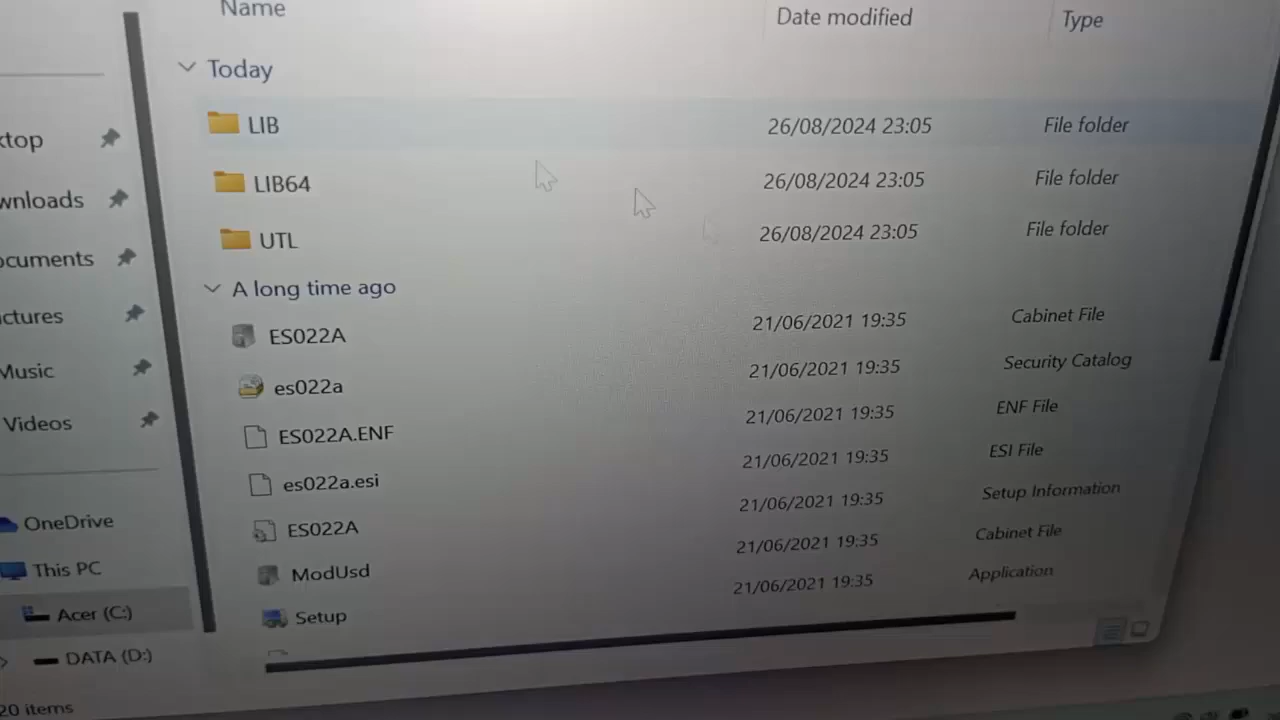 Name Date modified Type
Today
LIB 26/08/2024 23:05 File folder
LIB64 26/08/2024 23:05 File folder
UTL 26/08/2024 23:05 File folder
A long time ago
ES022A 21/06/2021 19:35 Cabinet File
es022a 21/06/2021 19:35 Security Catalog
ES022A.ENF 21/06/2021 19:35 ENF File
es022a.esi 21/06/2021 19:35 ESI File
ES022A 21/06/2021 19:35 Setup Information
ModUsd 21/06/2021 19:35 Cabinet File
Setup 21/06/2021 19:35 Application
ktop
wnloads
ocuments
ictures
Music
Videos
OneDrive
This PC
Acer (C:)
DATA (D:)
20 items